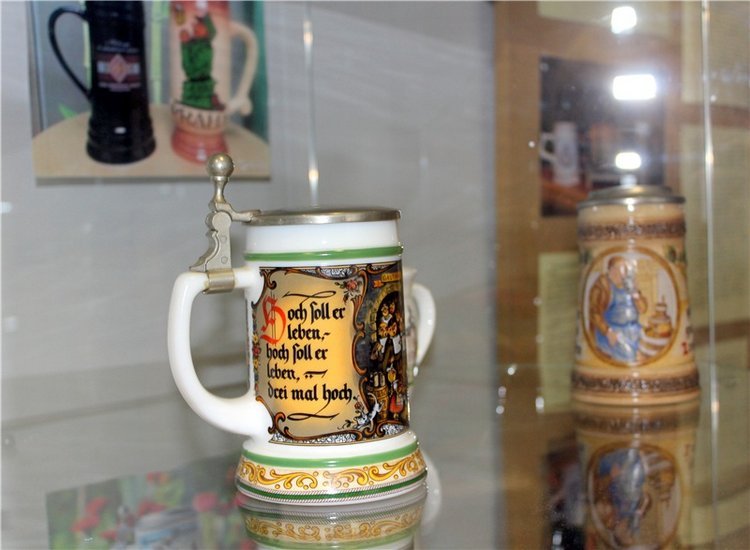 Hoch soll er
leben,-
hoch soll er
leben, –
drei mal hoch.